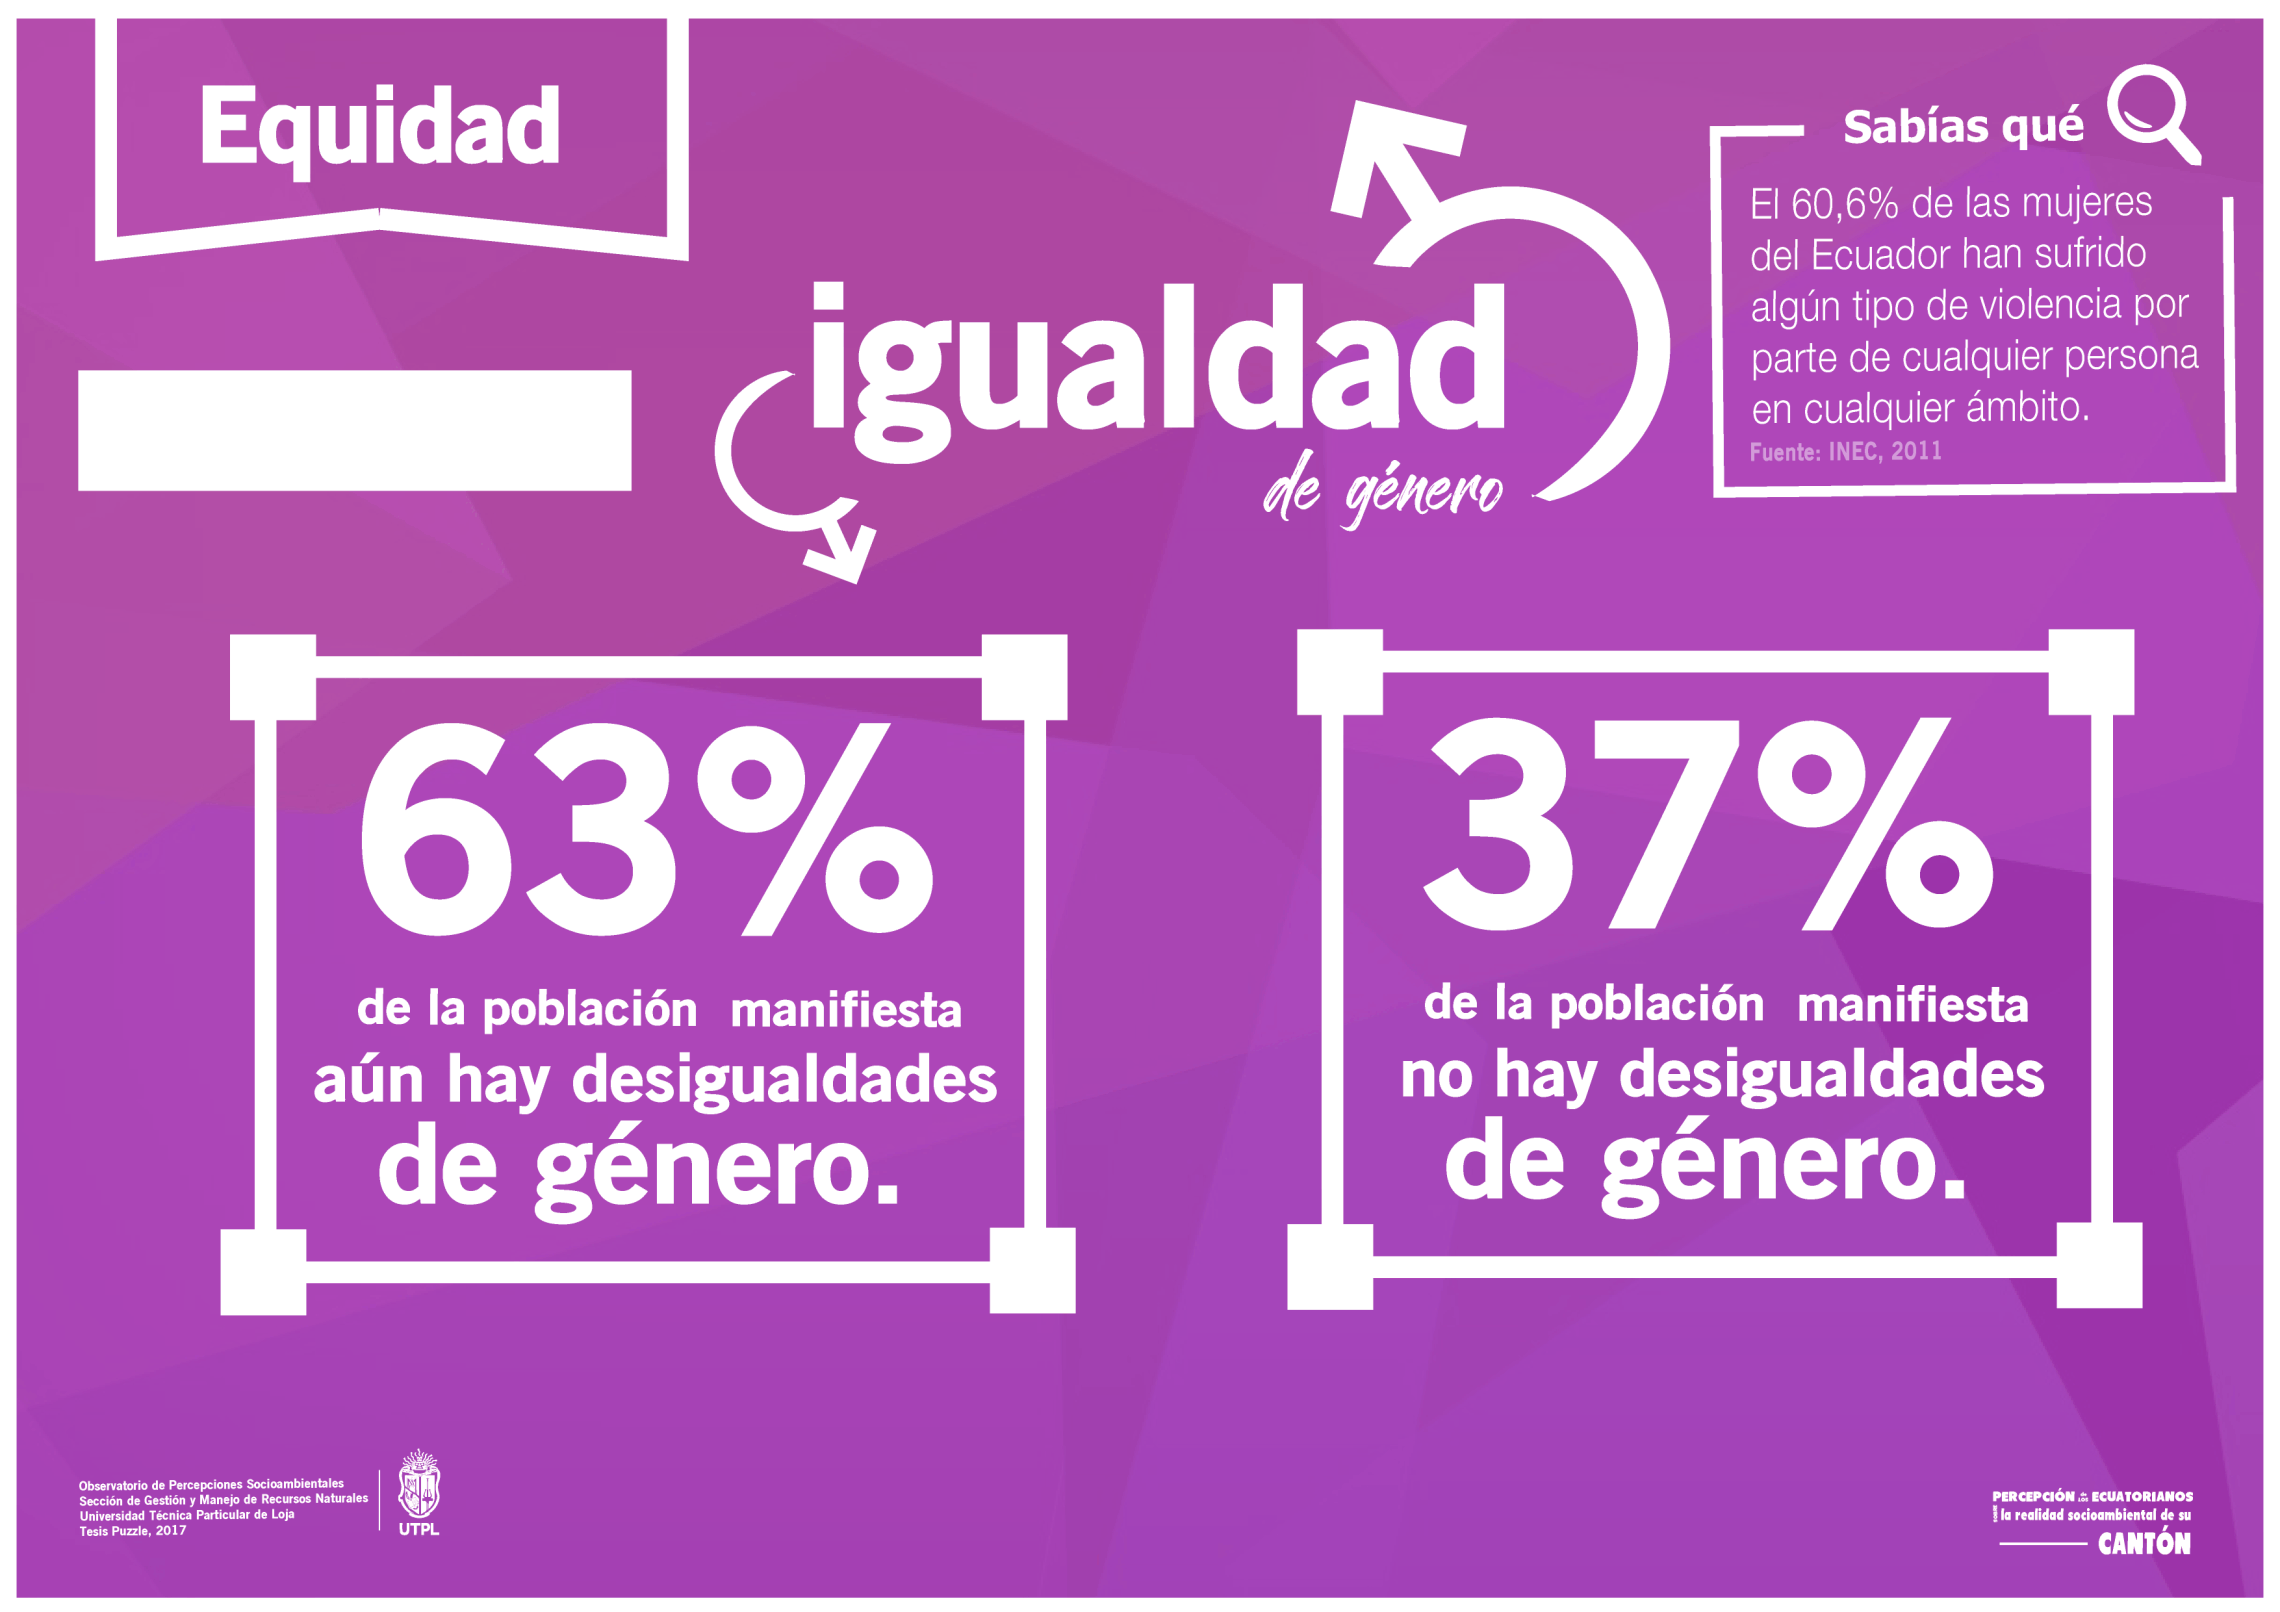 Equidad
igualdad
de género
Sabías qué
El 60,6% de las mujeres
del Ecuador han sufrido
algún tipo de violencia por
parte de cualquier persona
en cualquier ámbito.
Fuente: INEC, 2011
63%
de la población manifiesta
aún hay desigualdades
de género.
37%
de la población manifiesta
no hay desigualdades
de género.
Observatorio de Percepciones Socioambientales
Sección de Gestión y Manejo de Recursos Naturales
Universidad Técnica Particular de Loja
Tesis Puzzle, 2017
UTPL
PERCEPCIÓN de los ECUATORIANOS
sobre la realidad socioambiental de su
CANTÓN